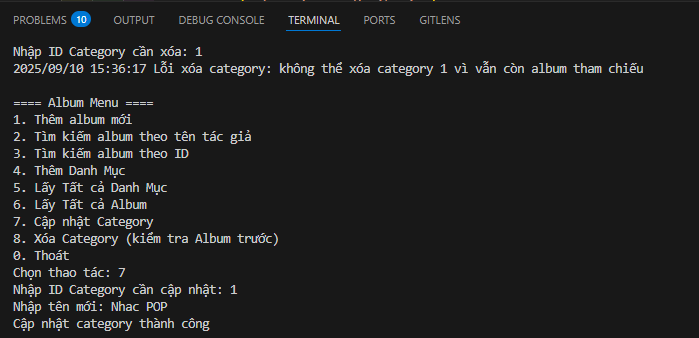 PROBLEMS 10 OUTPUT DEBUG CONSOLE TERMINAL PORTS GITLENS
Nhập ID Category cần xóa: 1
2025/09/10 15:36:17 Lỗi xóa category: không thể xóa category 1 vì vẫn còn album tham chiếu
==== Album Menu ====
1. Thêm album mới
2. Tìm kiếm album theo tên tác giả
3. Tìm kiếm album theo ID
4. Thêm Danh Mục
5. Lấy Tất cả Danh Mục
6. Lấy Tất cả Album
7. Cập nhật Category
8. Xóa Category (kiểm tra Album trước)
0. Thoát
Chọn thao tác: 7
Nhập ID Category cần cập nhật: 1
Nhập tên mới: Nhac POP
Cập nhật category thành công